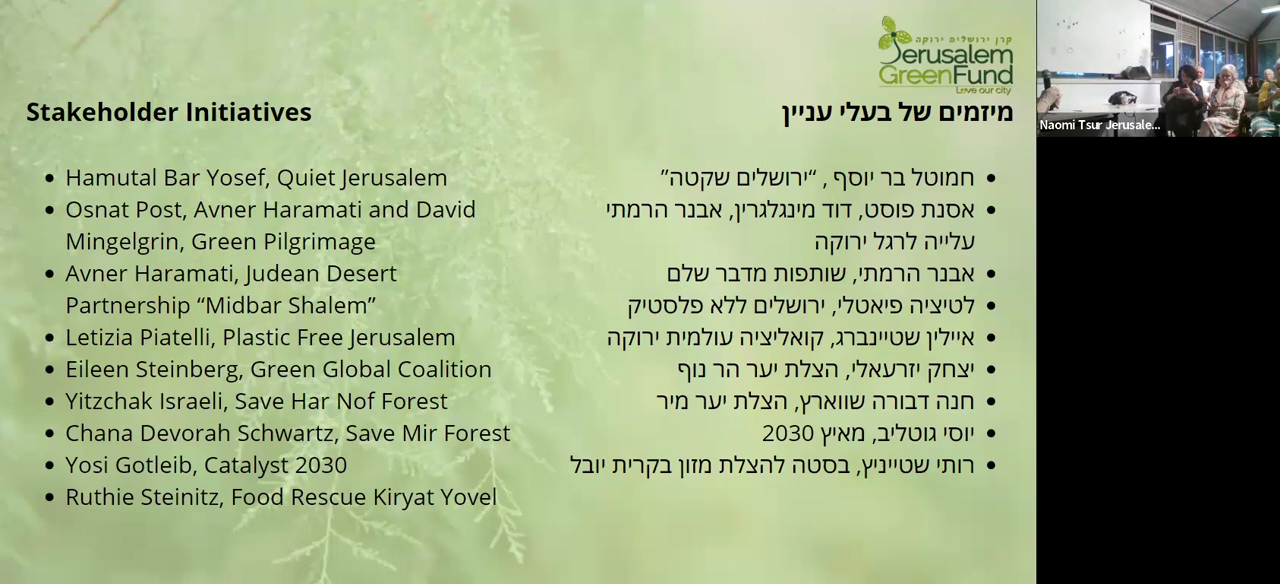 קרן ירושלים ירוקה
Jerusalem
GreenFund
Love our city
Stakeholder Initiatives
Hamutal Bar Yosef, Quiet Jerusalem
Osnat Post, Avner Haramati and David
Mingelgrin, Green Pilgrimage
Avner Haramati, Judean Desert
Partnership “Midbar Shalem”
Letizia Piatelli, Plastic Free Jerusalem
Eileen Steinberg, Green Global Coalition
Yitzchak Israeli, Save Har Nof Forest
Chana Devorah Schwartz, Save Mir Forest
Yosi Gotleib, Catalyst 2030
Ruthie Steinitz, Food Rescue Kiryat Yovel
מיזמים של בעלי עניין
חמוטל בר יוסף , “ירושלים שקטה”
אסנת פוסט, דוד מינגלגרין, אבנר הרמתי
עלייה לרגל ירוקה
אבנר הרמתי, שותפות מדבר שלם
לטיציה פיאטלי, ירושלים ללא פלסטיק
איילין שטיינברג, קואליציה עולמית ירוקה
יצחק יזרעאלי, הצלת יער הר נוף
חנה דבורה שווארץ, הצלת יער מיר
יוסי גוטליב, מאיץ 2030
רותי שטייניץ, בסטה להצלת מזון בקרית יובל
Naomi Tsur Jerusale...